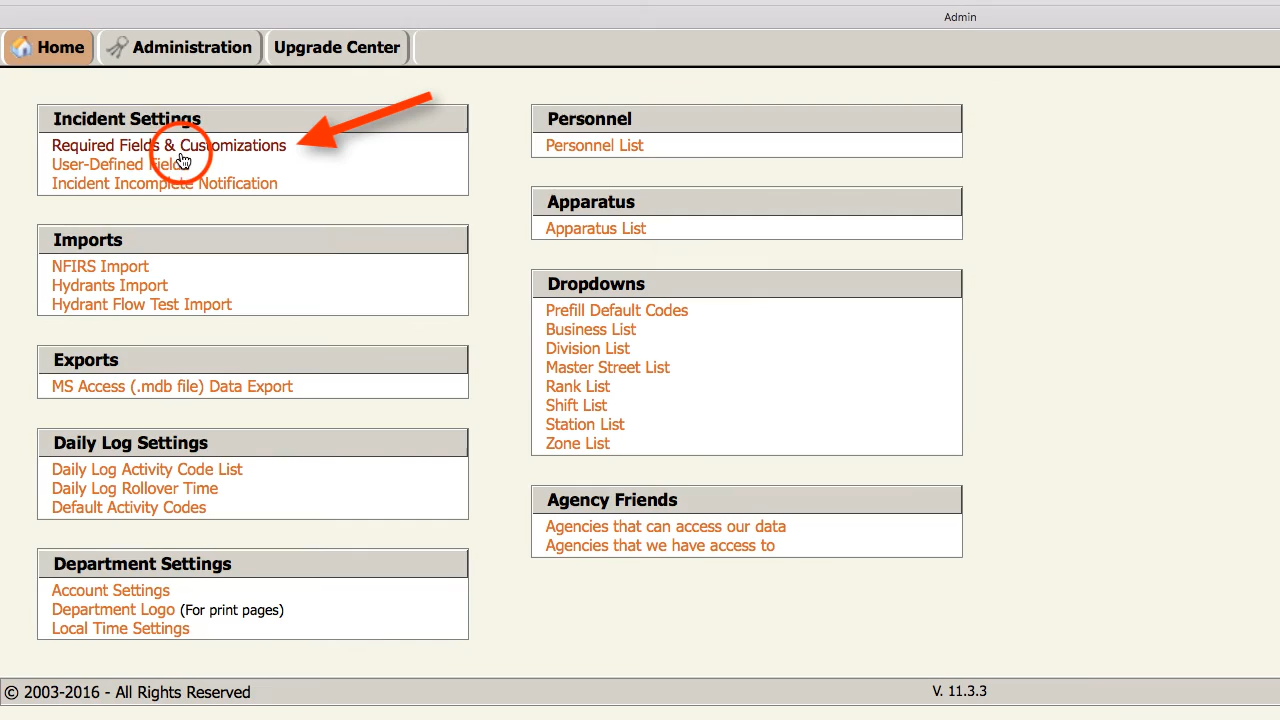 Admin
Home
Administration
Upgrade Center
Incident Settings
Required Fields & Customizations
User-Defined Fields
Incident Incomplete Notification
Imports
NFIRS Import
Hydrants Import
Hydrant Flow Test Import
Exports
MS Access (.mdb file) Data Export
Daily Log Settings
Daily Log Activity Code List
Daily Log Rollover Time
Default Activity Codes
Department Settings
Account Settings
Department Logo (For print pages)
Local Time Settings
Personnel
Personnel List
Apparatus
Apparatus List
Dropdowns
Prefill Default Codes
Business List
Division List
Master Street List
Rank List
Shift List
Station List
Zone List
Agency Friends
Agencies that can access our data
Agencies that we have access to
© 2003-2016 - All Rights Reserved
V. 11.3.3